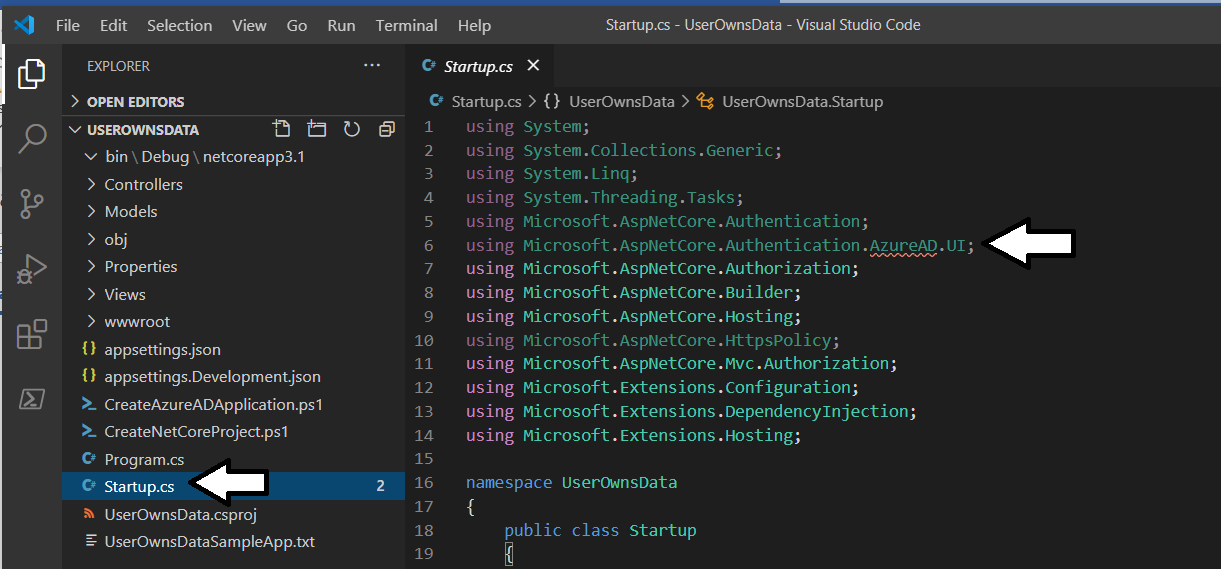 File Edit Selection View Go Run Terminal Help Startup.cs - UserOwnsData - Visual Studio Code
EXPLORER ...
OPEN EDITORS
USEROWNSDATA
bin \ Debug \ netcoreapp3.1
Controllers
Models
obj
Properties
Views
wwwroot
{} appsettings.json
{} appsettings.Development.json
CreateAzureADApplication.ps1
CreateNetCoreProject.ps1
C# Program.cs
C# Startup.cs 2
UserOwnsData.csproj
UserOwnsDataSampleApp.txt
C# Startup.cs ×
C# Startup.cs > {} UserOwnsData > UserOwnsData.Startup
1 using System;
2 using System.Collections.Generic;
3 using System.Linq;
4 using System.Threading.Tasks;
5 using Microsoft.AspNetCore.Authentication;
6 using Microsoft.AspNetCore.Authentication.AzureAD.UI;
7 using Microsoft.AspNetCore.Authorization;
8 using Microsoft.AspNetCore.Builder;
9 using Microsoft.AspNetCore.Hosting;
10 using Microsoft.AspNetCore.HttpsPolicy;
11 using Microsoft.AspNetCore.Mvc.Authorization;
12 using Microsoft.Extensions.Configuration;
13 using Microsoft.Extensions.DependencyInjection;
14 using Microsoft.Extensions.Hosting;
15
16 namespace UserOwnsData
17 {
18 public class Startup
19 {